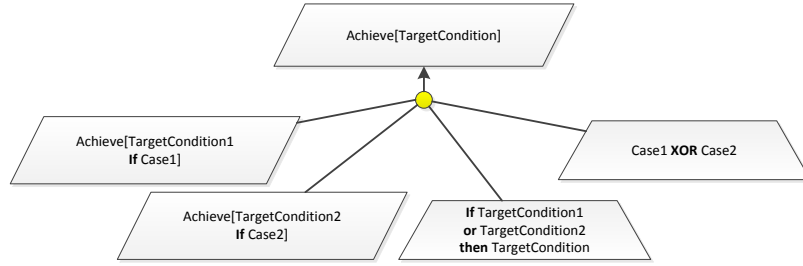 Achieve[TargetCondition]
Achieve[TargetCondition1
If Case1]
Case1 XOR Case2
Achieve[TargetCondition2
If Case2]
If TargetCondition1
or TargetCondition2
then TargetCondition